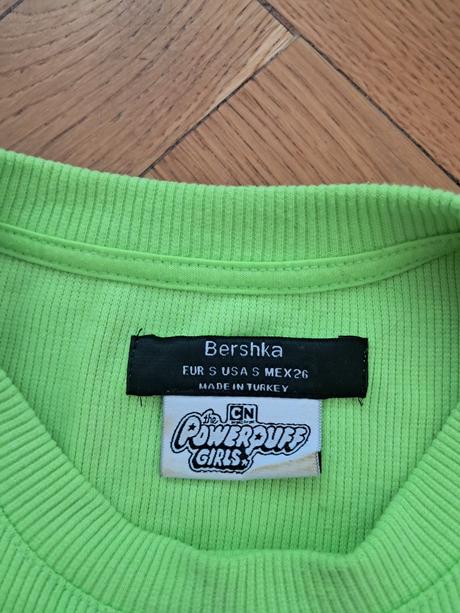 Bershka
EUR S USA S MEX26
MADE IN TURKEY
CN
the
POWERPUFF
GIRLS